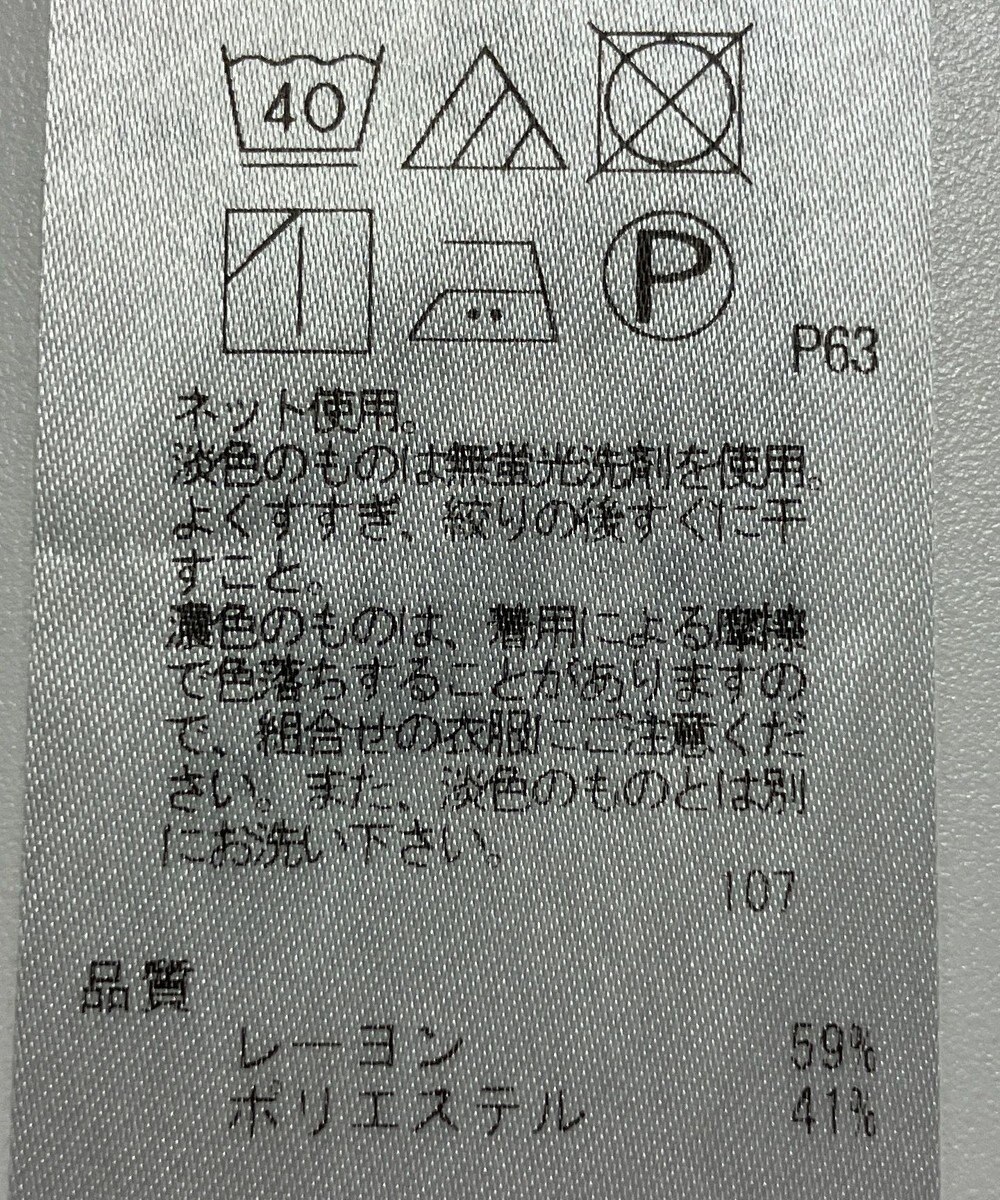 40
P
P63
ネット使用。
淡色のものは無蛍光洗剤を使用。
よくすすぎ、絞りの後すぐに干
すこと。
濃色のものは、着用による摩擦
で色落ちすることがありますの
で、組合せの衣服にご注意くだ
さい。また、淡色のものとは別
にお洗い下さい。
107
品質
レーヨン 59%
ポリエステル 41%